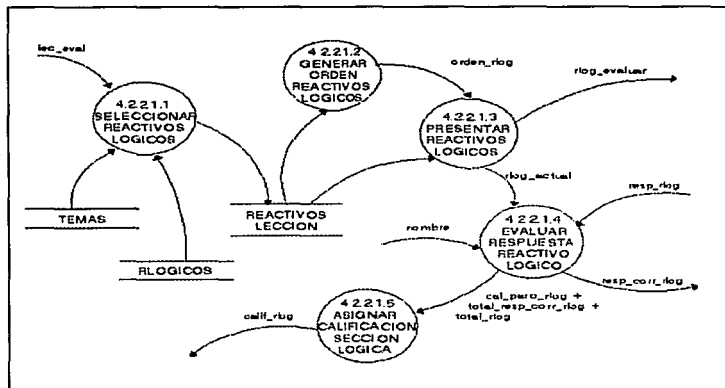 lec_eval
4.2.2.1.1
SELECCIONAR
REACTIVOS
LOGICOS
4.2.2.1.2
GENERAR
ORDEN
REACTIVOS
LOGICOS
orden_rlog
rlog_evaluar
4.2.2.1.3
PRESENTAR
REACTIVOS
LOGICOS
rlog_actual
TEMAS
RLOGICOS
REACTIVOS
LECCION
nombre
resp_rlog
4.2.2.1.4
EVALUAR
RESPUESTA
REACTIVO
LOGICO
resp_corr_rlog
cal_parc_rlog +
total_resp_corr_rlog +
total_rlog
4.2.2.1.5
ASIGNAR
CALIFICACION
SECCION
LOGICA
calif_rlog